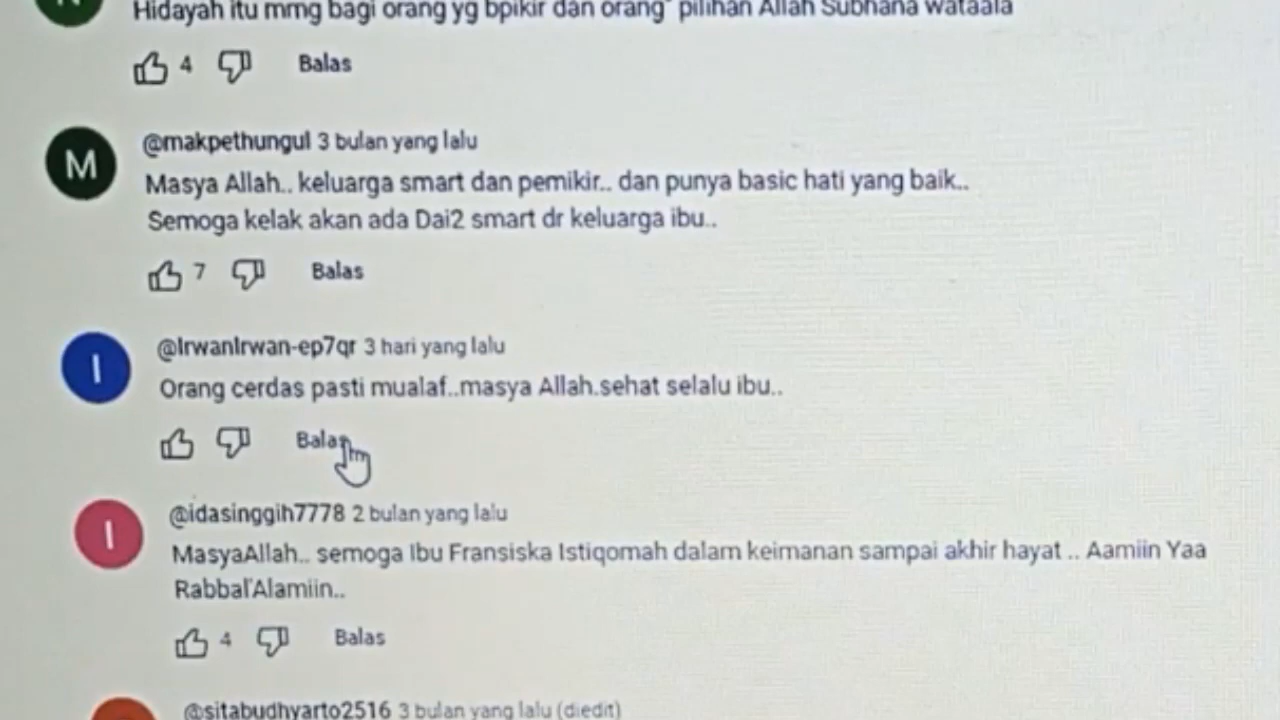 Hidayah itu mmg bagi orang yg bpikir dan orang" pilihan Allah Subhana wataala
4 Balas
M
@makpethungul 3 bulan yang lalu
Masya Allah.. keluarga smart dan pemikir.. dan punya basic hati yang baik..
Semoga kelak akan ada Dai2 smart dr keluarga ibu..
7 Balas
I
@IrwanIrwan-ep7qr 3 hari yang lalu
Orang cerdas pasti mualaf..masya Allah.sehat selalu ibu..
Balas
I
@idasinggih7778 2 bulan yang lalu
MasyaAllah.. semoga Ibu Fransiska Istiqomah dalam keimanan sampai akhir hayat .. Aamiin Yaa
Rabbal'Alamiin..
4 Balas
@sitabudhyarto2516 3 bulan yang lalu (diedit)